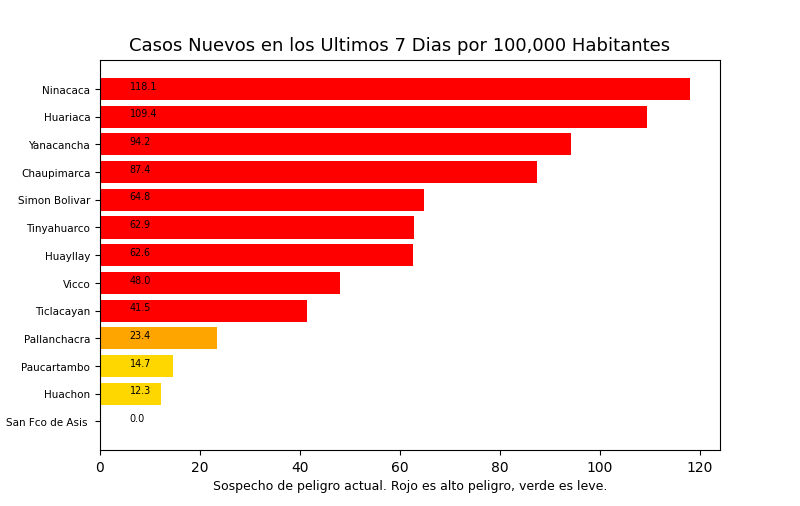 Casos Nuevos en los Ultimos 7 Dias por 100,000 Habitantes
Ninacaca 118.1
Huariaca 109.4
Yanacancha 94.2
Chaupimarca 87.4
Simon Bolivar 64.8
Tinyahuarco 62.9
Huayllay 62.6
Vicco 48.0
Ticlacayan 41.5
Pallanchacra 23.4
Paucartambo 14.7
Huachon 12.3
San Fco de Asis 0.0
0 20 40 60 80 100 120
Sospecho de peligro actual. Rojo es alto peligro, verde es leve.